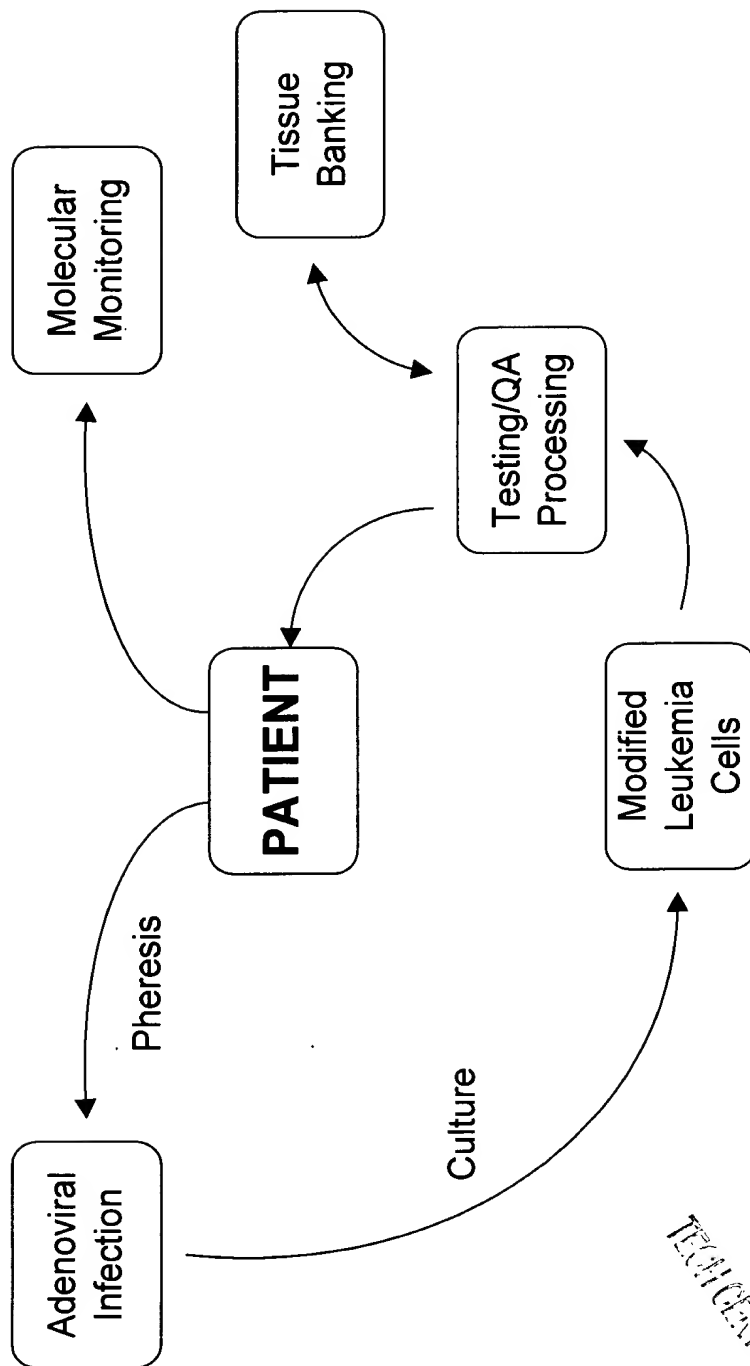 Adenoviral
Infection
Pheresis
PATIENT
Molecular
Monitoring
Culture
Modified
Leukemia
Cells
Testing/QA
Processing
Tissue
Banking